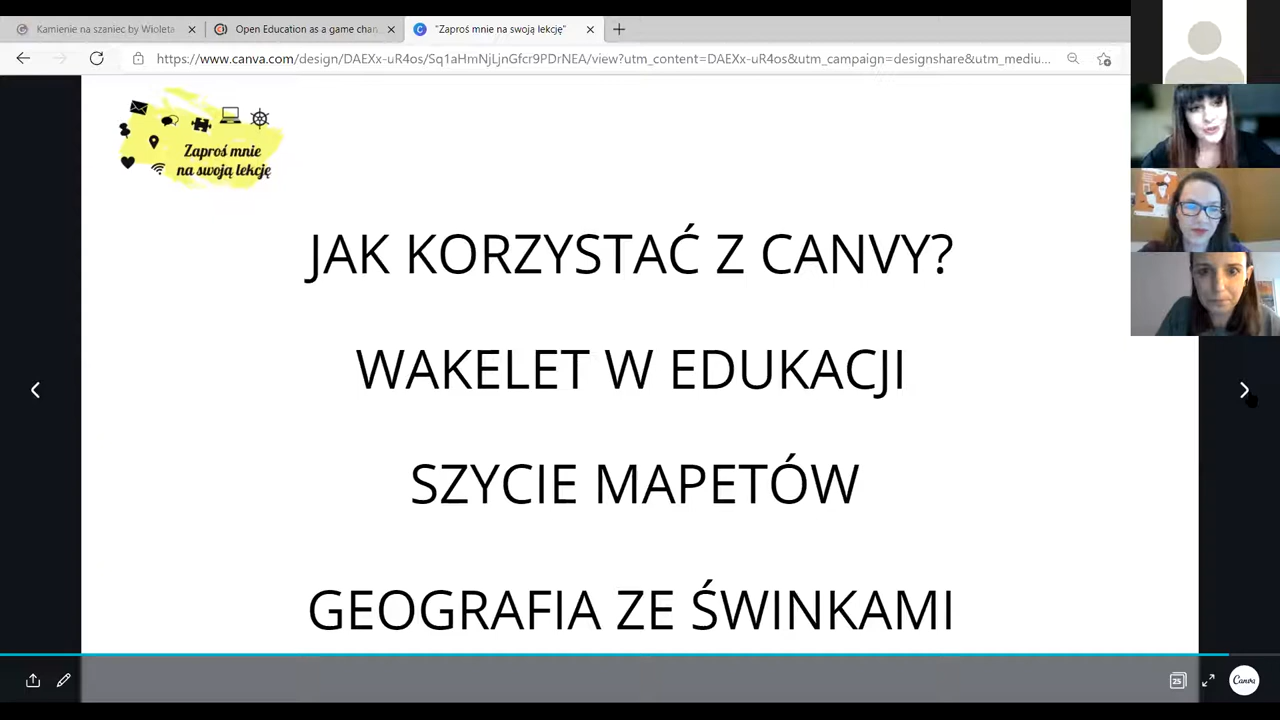 Kamienie na szaniec by Wioleta
Open Education as a game chan
"Zaproś mnie na swoją lekcję"
https://www.canva.com/design/DAEXx-uR4os/Sq1aHmNjLjnGfcr9PDrNEA/view?utm_content=DAEXx-uR4os&utm_campaign=designshare&utm_mediu...
Zaproś mnie
na swoją lekcję
JAK KORZYSTAĆ Z CANVY?
WAKELET W EDUKACJI
SZYCIE MAPETÓW
GEOGRAFIA ZE ŚWINKAMI
25
Canva